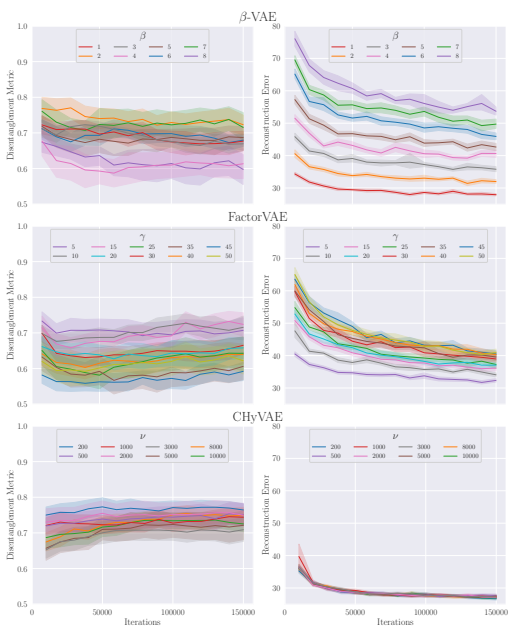 β-VAE
1.0
0.9
0.8
0.7
0.6
0.5
Disentanglement Metric
β
1 3 5 7
2 4 6 8
80
70
60
50
40
30
Reconstruction Error
β
1 3 5 7
2 4 6 8
FactorVAE
1.0
0.9
0.8
0.7
0.6
0.5
Disentanglement Metric
γ
5 15 25 35 45
10 20 30 40 50
80
70
60
50
40
30
Reconstruction Error
γ
5 15 25 35 45
10 20 30 40 50
CHyVAE
1.0
0.9
0.8
0.7
0.6
0.5
Disentanglement Metric
ν
200 1000 3000 8000
500 2000 5000 10000
0 50000 100000 150000
Iterations
80
70
60
50
40
30
Reconstruction Error
ν
200 1000 3000 8000
500 2000 5000 10000
0 50000 100000 150000
Iterations